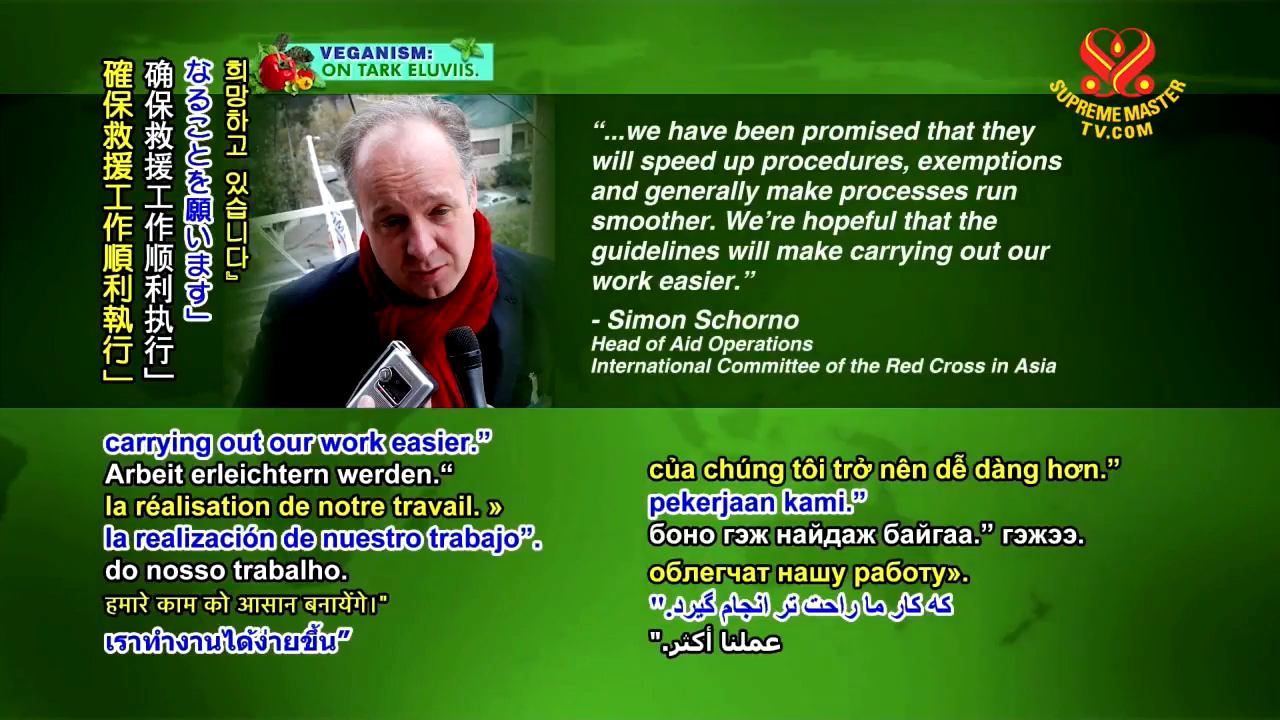 VEGANISM:
ON TARK ELUVIIS.
SUPREME MASTER
TV.COM
희망하고 있습니다』
なることを願います」
确保救援工作顺利执行」
確保救援工作順利執行」
“...we have been promised that they
will speed up procedures, exemptions
and generally make processes run
smoother. We’re hopeful that the
guidelines will make carrying out our
work easier.”
- Simon Schorno
Head of Aid Operations
International Committee of the Red Cross in Asia
carrying out our work easier.”
Arbeit erleichtern werden.“
la réalisation de notre travail. »
la realización de nuestro trabajo”.
do nosso trabalho.
हमारे काम को आसान बनायेंगे।"
เราทำงานได้ง่ายขึ้น”
của chúng tôi trở nên dễ dàng hơn.”
pekerjaan kami.”
боно гэж найдаж байгаа.” гэжээ.
облегчат нашу работу».
که کار ما راحت تر انجام گیرد."
عملنا أكثر."